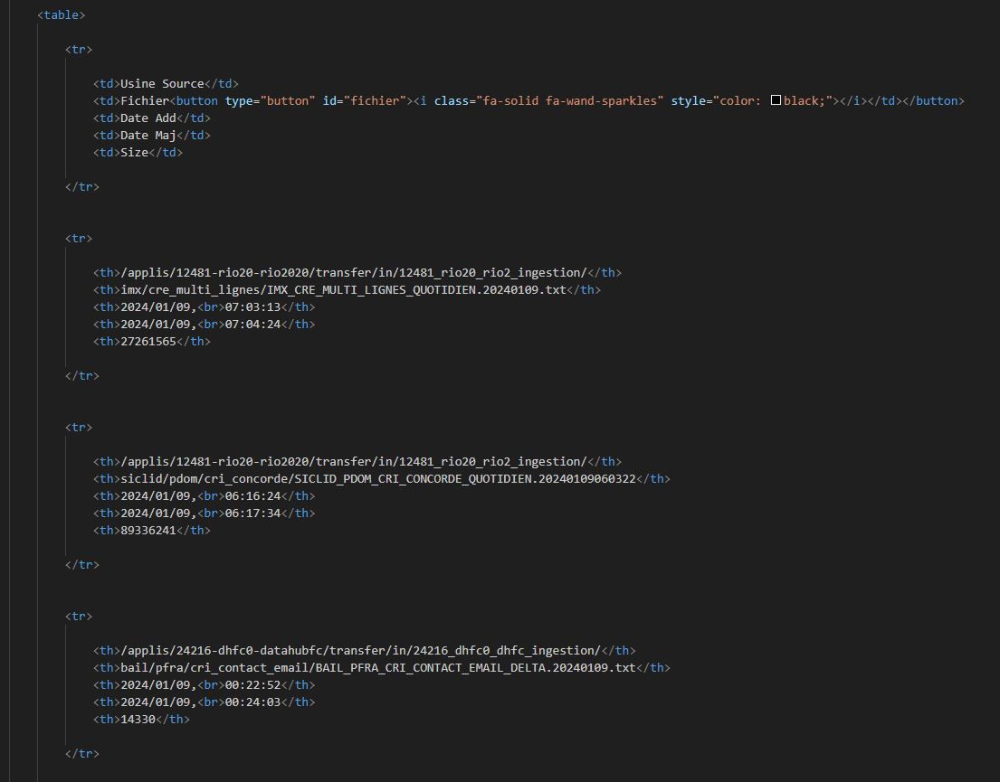 <table>
<tr>
<td>Usine Source</td>
<td>Fichier<button type="button" id="fichier"><i class="fa-solid fa-wand-sparkles" style="color: black;"></i></td></button>
<td>Date Add</td>
<td>Date Maj</td>
<td>Size</td>
</tr>
<tr>
<th>/applis/12481-rio20-rio2020/transfer/in/12481_rio20_rio2_ingestion/</th>
<th>imx/cre_multi_lignes/IMX_CRE_MULTI_LIGNES_QUOTIDIEN.20240109.txt</th>
<th>2024/01/09,<br>07:03:13</th>
<th>2024/01/09,<br>07:04:24</th>
<th>27261565</th>
</tr>
<tr>
<th>/applis/12481-rio20-rio2020/transfer/in/12481_rio20_rio2_ingestion/</th>
<th>siclid/pdom/cri_concorde/SICLID_PDOM_CRI_CONCORDE_QUOTIDIEN.20240109060322</th>
<th>2024/01/09,<br>06:16:24</th>
<th>2024/01/09,<br>06:17:34</th>
<th>89336241</th>
</tr>
<tr>
<th>/applis/24216-dhfc0-datahubfc/transfer/in/24216_dhfc0_dhfc_ingestion/</th>
<th>bail/pfra/cri_contact_email/BAIL_PFRA_CRI_CONTACT_EMAIL_DELTA.20240109.txt</th>
<th>2024/01/09,<br>00:22:52</th>
<th>2024/01/09,<br>00:24:03</th>
<th>14330</th>
</tr>